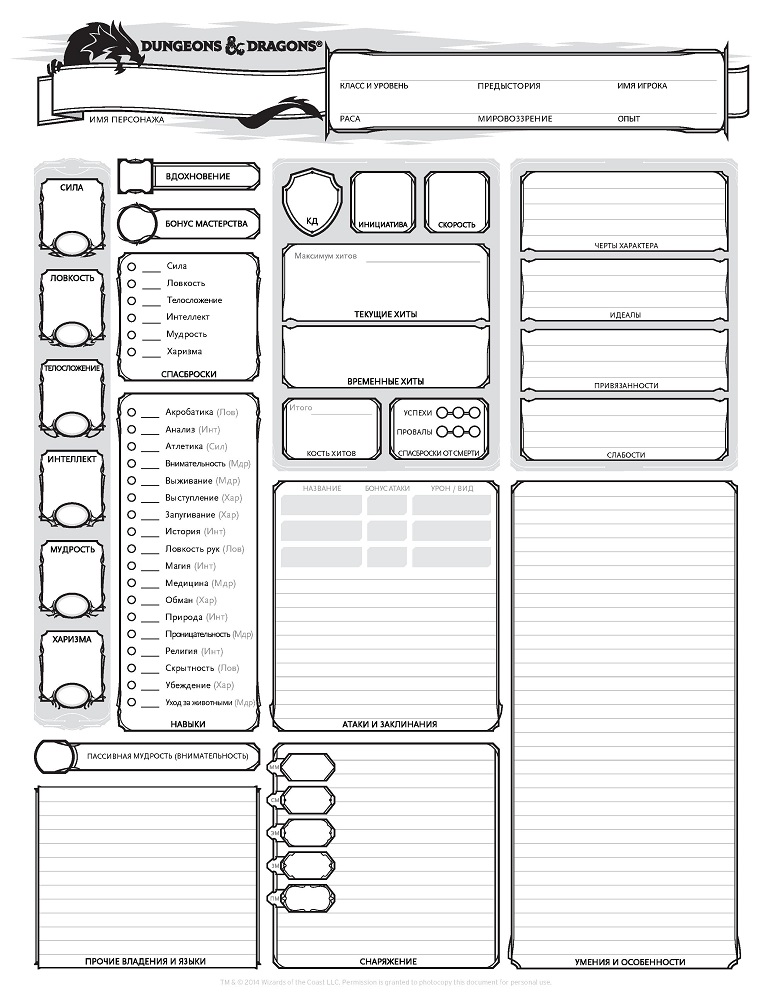 DUNGEONS & DRAGONS®
КЛАСС И УРОВЕНЬ ПРЕДЫСТОРИЯ ИМЯ ИГРОКА
ИМЯ ПЕРСОНАЖА
РАСА МИРОВОЗЗРЕНИЕ ОПЫТ
СИЛА
ЛОВКОСТЬ
ТЕЛОСЛОЖЕНИЕ
ИНТЕЛЛЕКТ
МУДРОСТЬ
ХАРИЗМА
ВДОХНОВЕНИЕ
БОНУС МАСТЕРСТВА
Сила
Ловкость
Телосложение
Интеллект
Мудрость
Харизма
СПАСБРОСКИ
Акробатика (Лов)
Анализ (Инт)
Атлетика (Сил)
Внимательность (Мдр)
Выживание (Мдр)
Выступление (Хар)
Запугивание (Хар)
История (Инт)
Ловкость рук (Лов)
Магия (Инт)
Медицина (Мдр)
Обман (Хар)
Природа (Инт)
Проницательность (Мдр)
Религия (Инт)
Скрытность (Лов)
Убеждение (Хар)
Уход за животными (Мдр)
НАВЫКИ
ПАССИВНАЯ МУДРОСТЬ (ВНИМАТЕЛЬНОСТЬ)
ПРОЧИЕ ВЛАДЕНИЯ И ЯЗЫКИ
КД
ИНИЦИАТИВА
СКОРОСТЬ
Максимум хитов
ТЕКУЩИЕ ХИТЫ
ВРЕМЕННЫЕ ХИТЫ
Итого
КОСТЬ ХИТОВ
УСПЕХИ
ПРОВАЛЫ
СПАСБРОСКИ ОТ СМЕРТИ
НАЗВАНИЕ БОНУС АТАКИ УРОН / ВИД
АТАКИ И ЗАКЛИНАНИЯ
ММ
СМ
ЭМ
ЗМ
ПМ
СНАРЯЖЕНИЕ
ЧЕРТЫ ХАРАКТЕРА
ИДЕАЛЫ
ПРИВЯЗАННОСТИ
СЛАБОСТИ
УМЕНИЯ И ОСОБЕННОСТИ
TM & © 2014 Wizards of the Coast LLC. Permission is granted to photocopy this document for personal use.